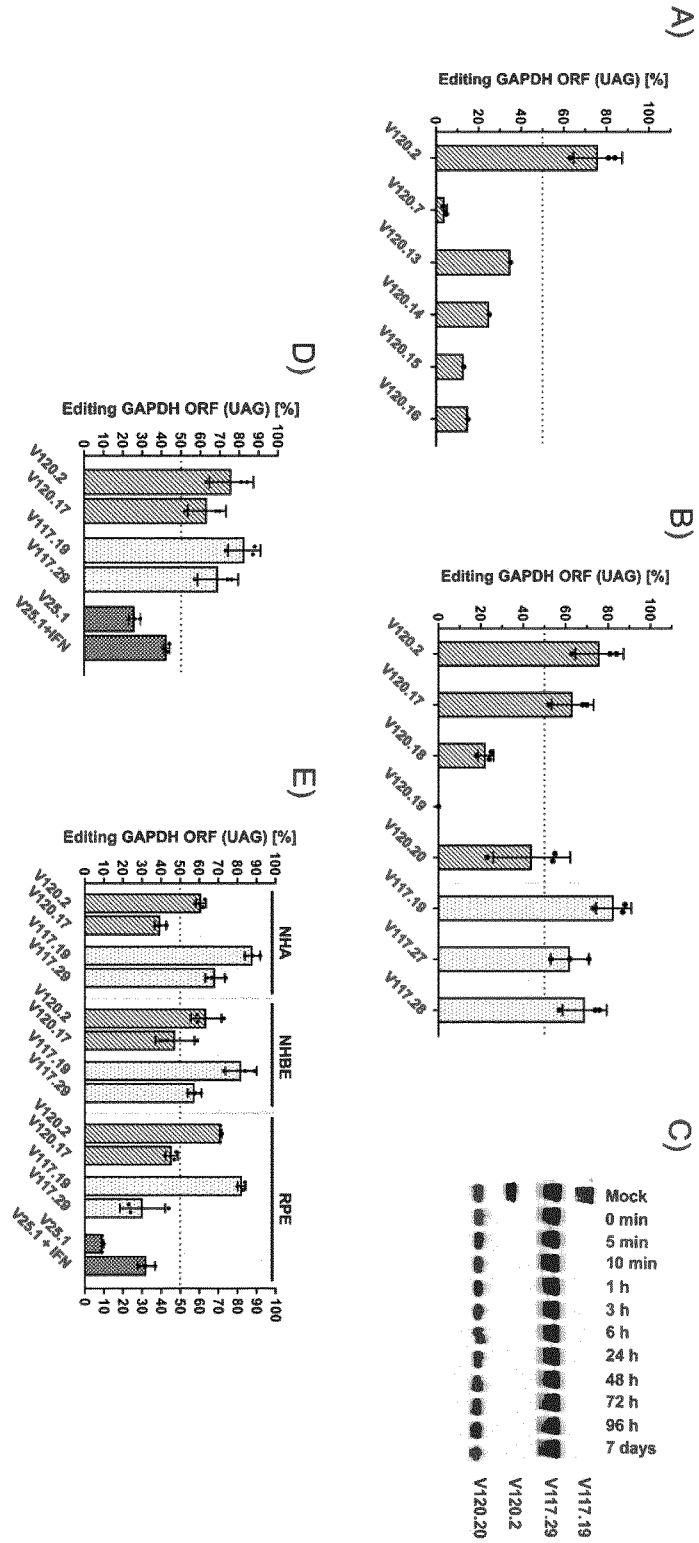 A)
Editing GAPDH ORF (UAG) [%]
0
20
40
60
80
100
V120.2
V120.7
V120.13
V120.14
V120.15
V120.16
B)
Editing GAPDH ORF (UAG) [%]
0
20
40
60
80
100
V120.2
V120.17
V120.18
V120.19
V120.20
V117.19
V117.27
V117.28
C)
Mock
0 min
5 min
10 min
1 h
3 h
6 h
24 h
48 h
72 h
96 h
7 days
V117.19
V117.29
V120.2
V120.20
D)
Editing GAPDH ORF (UAG) [%]
0
10
20
30
40
50
60
70
80
90
100
V120.2
V120.17
V117.19
V117.29
V25.1
V25.1+IFN
E)
Editing GAPDH ORF (UAG) [%]
0
10
20
30
40
50
60
70
80
90
100
NHA
NHBE
RPE
V120.2
V120.17
V117.19
V117.29
V120.2
V120.17
V117.19
V117.29
V120.2
V120.17
V117.19
V117.29
V25.1
V25.1 + IFN